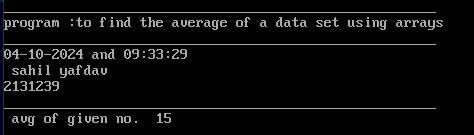 program :to find the average of a data set using arrays
04-10-2024 and 09:33:29
sahil yafdav
2131239
avg of given no. 15